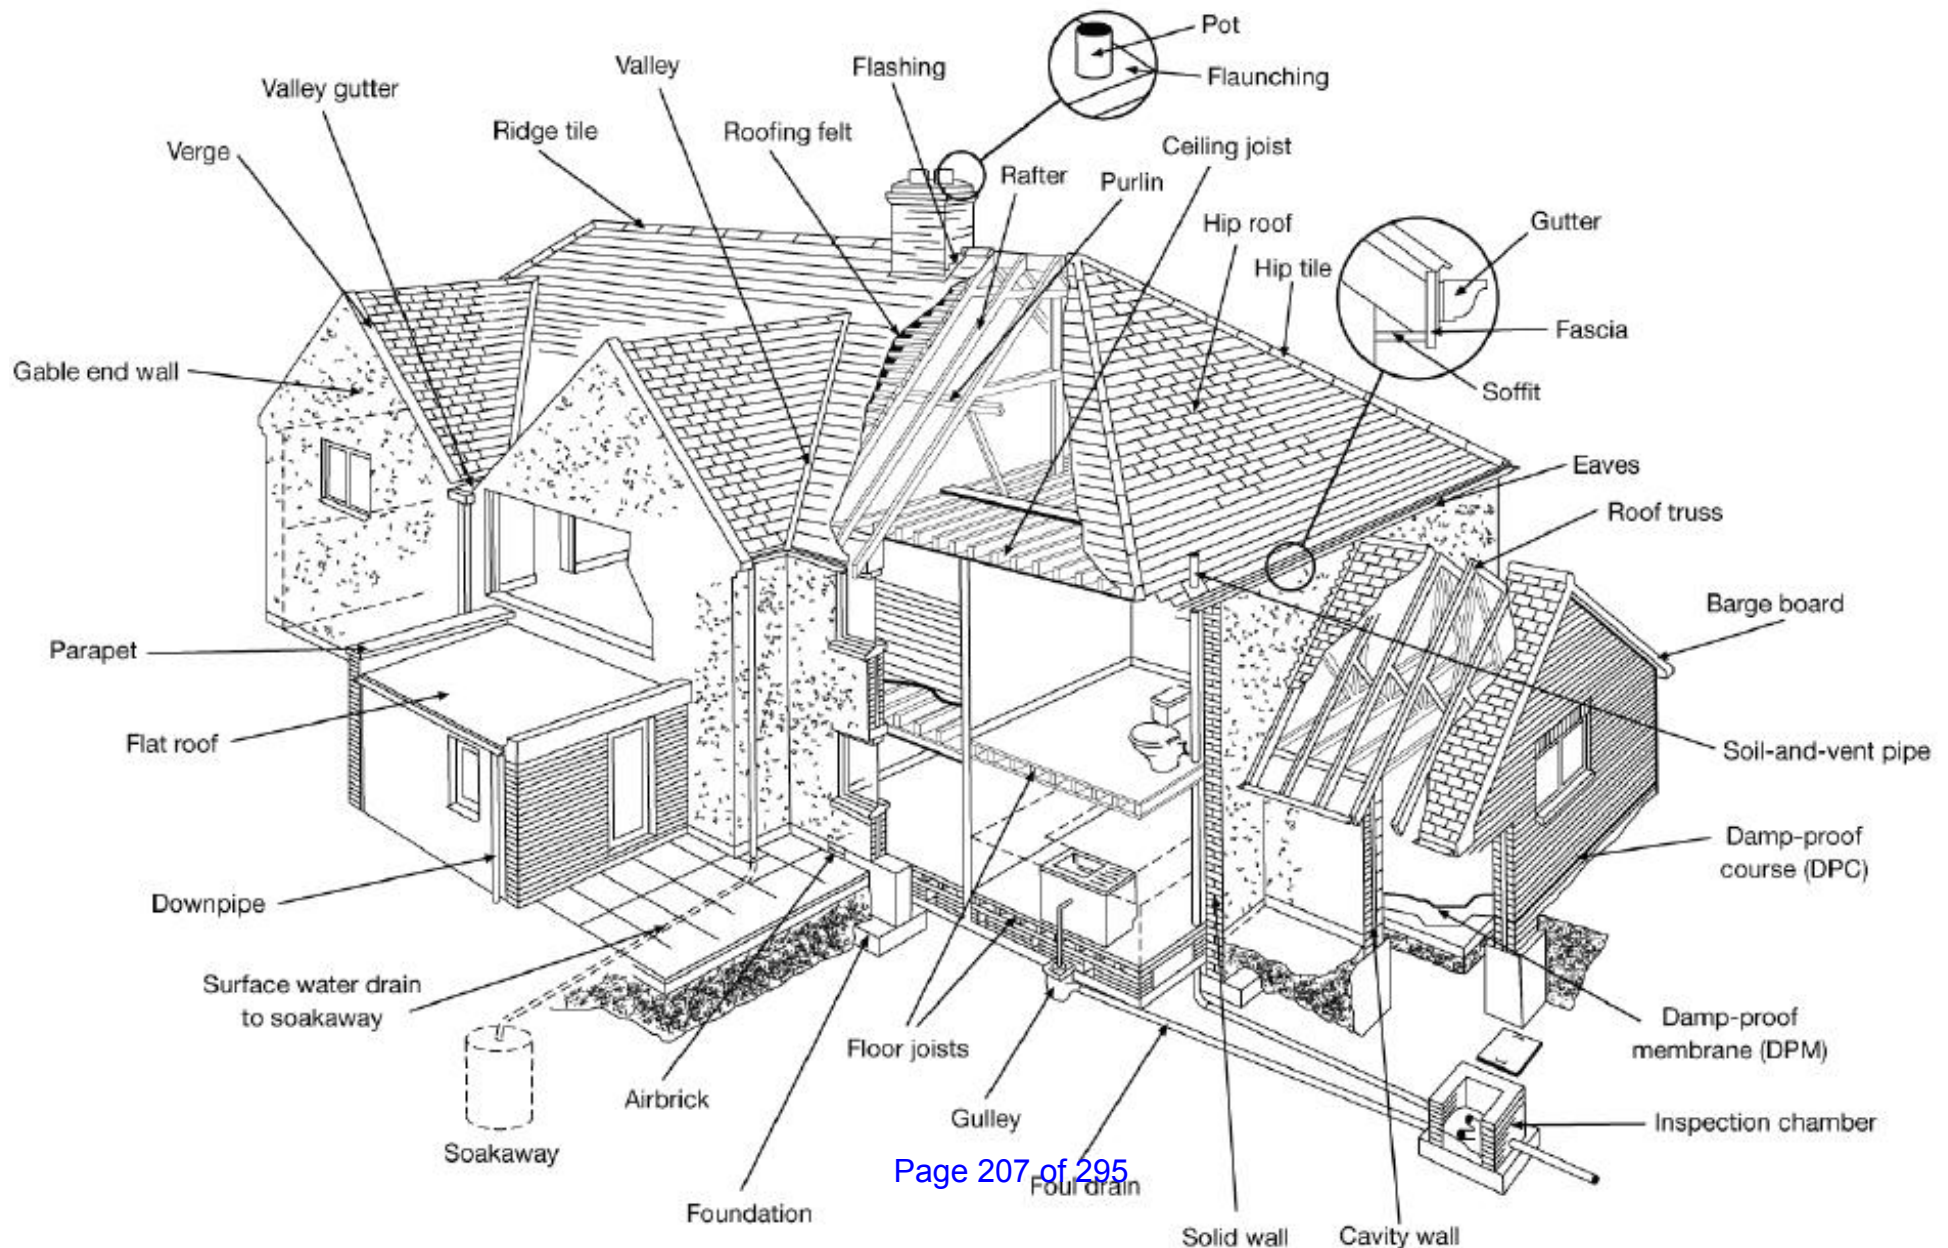 Pot
Flaunching
Valley
Flashing
Valley gutter
Ridge tile
Roofing felt
Ceiling joist
Verge
Rafter
Purlin
Hip roof
Gutter
Hip tile
Fascia
Gable end wall
Soffit
Eaves
Roof truss
Barge board
Parapet
Flat roof
Soil-and-vent pipe
Damp-proof
course (DPC)
Downpipe
Surface water drain
to soakaway
Floor joists
Damp-proof
membrane (DPM)
Airbrick
Gulley
Inspection chamber
Soakaway
Page 207 of 295
Foul drain
Foundation
Solid wall
Cavity wall